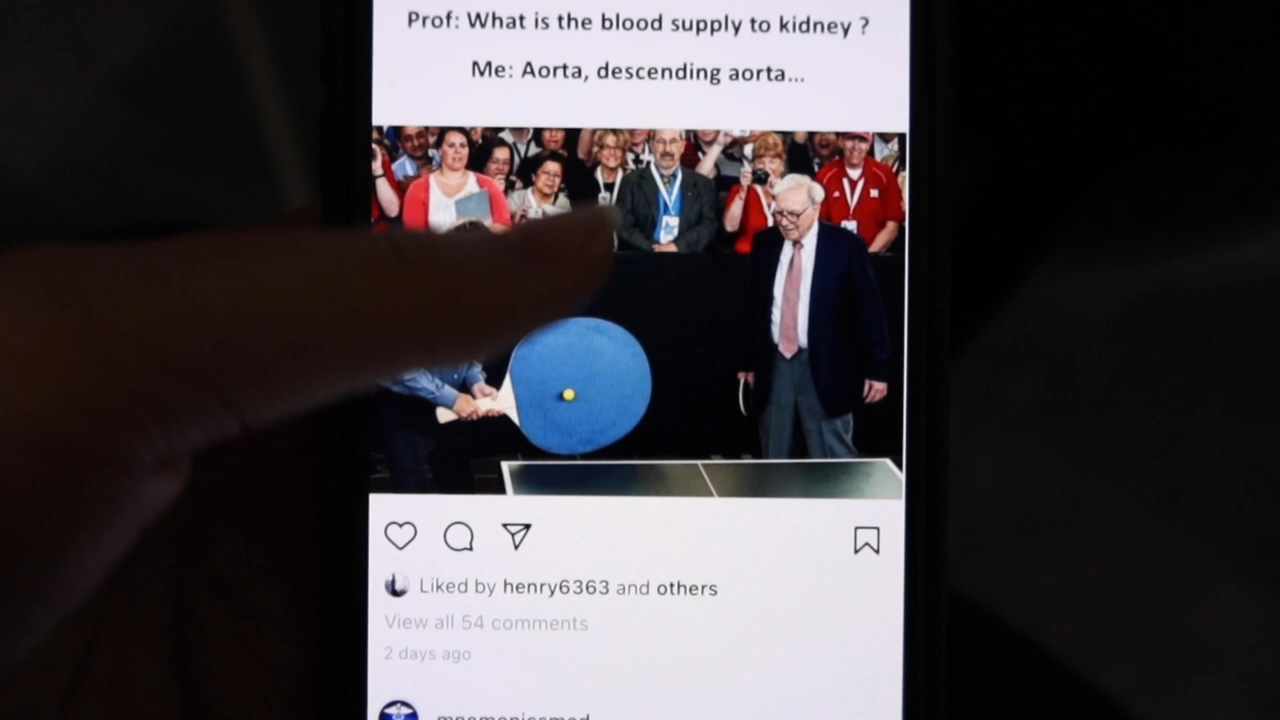 Prof: What is the blood supply to kidney ?
Me: Aorta, descending aorta...
Liked by henry6363 and others
View all 54 comments
2 days ago